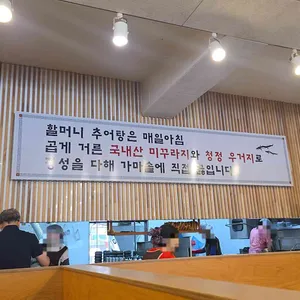 할머니 추어탕은 매일아침
곱게 거른 국내산 미꾸라지와 청정 우거지로
정성을 다해 가마솥에 직접